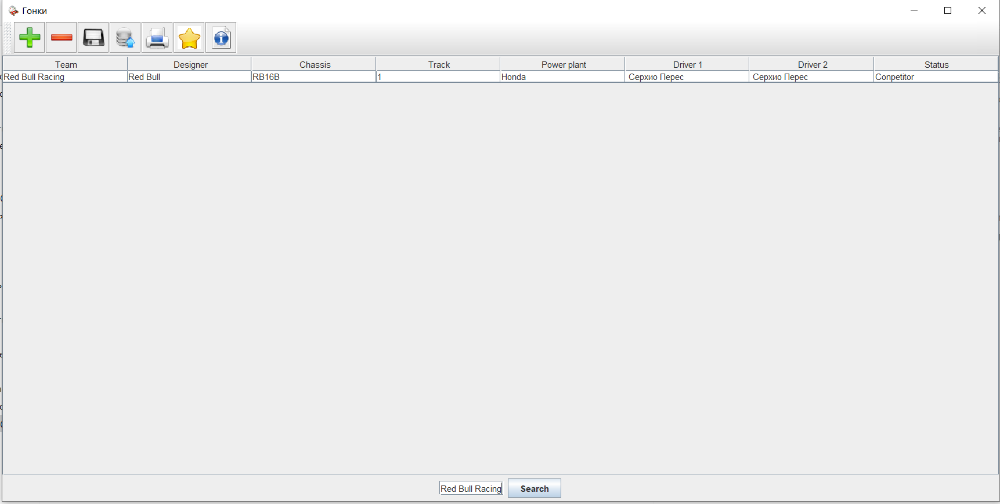 Гонки
Team Designer Chassis Track Power plant Driver 1 Driver 2 Status
Red Bull Racing Red Bull RB16B 1 Honda Серхио Перес Серхио Перес Conpetitor
Red Bull Racing Search